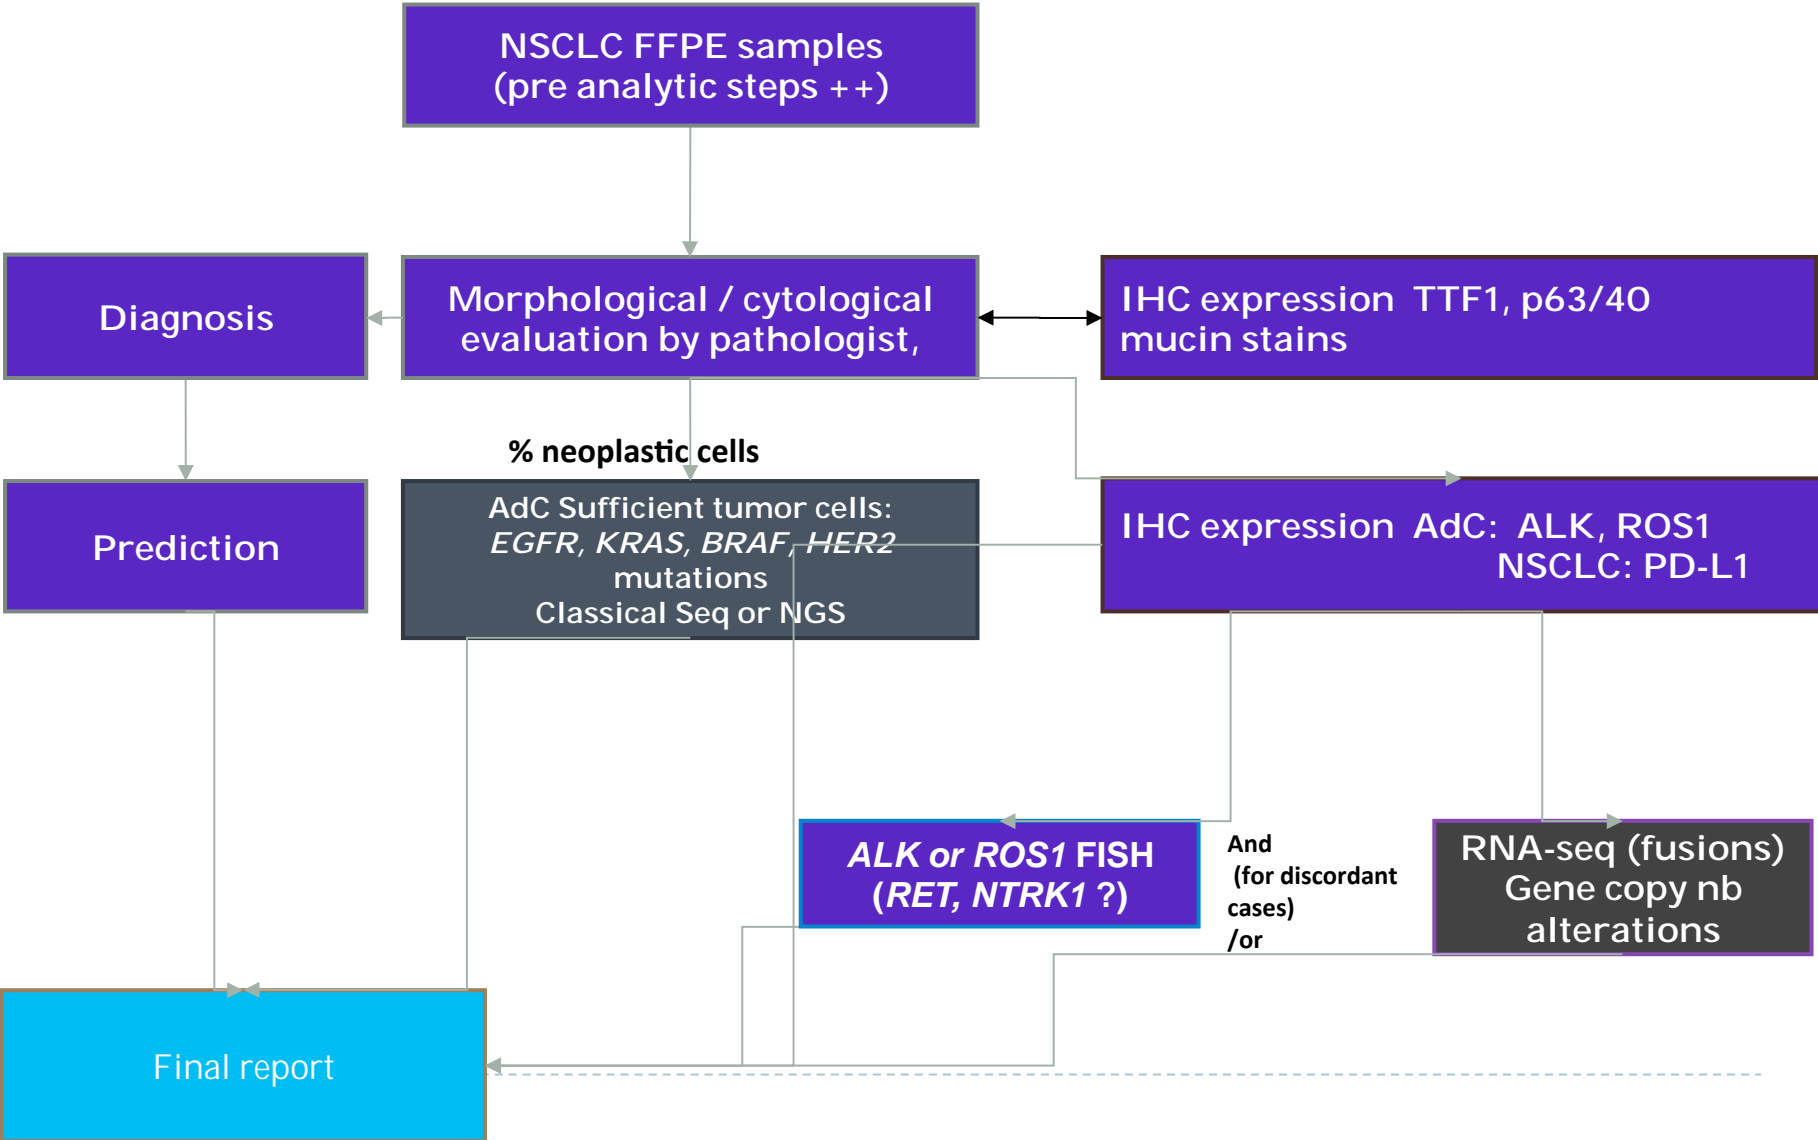 NSCLC FFPE samples
(pre analytic steps ++)
Diagnosis
Morphological / cytological
evaluation by pathologist,
IHC expression TTF1, p63/40
mucin stains
% neoplastic cells
Prediction
AdC Sufficient tumor cells:
EGFR, KRAS, BRAF, HER2
mutations
Classical Seq or NGS
IHC expression AdC: ALK, ROS1
NSCLC: PD-L1
ALK or ROS1 FISH
(RET, NTRK1 ?)
And
(for discordant
cases)
/or
RNA-seq (fusions)
Gene copy nb
alterations
Final report